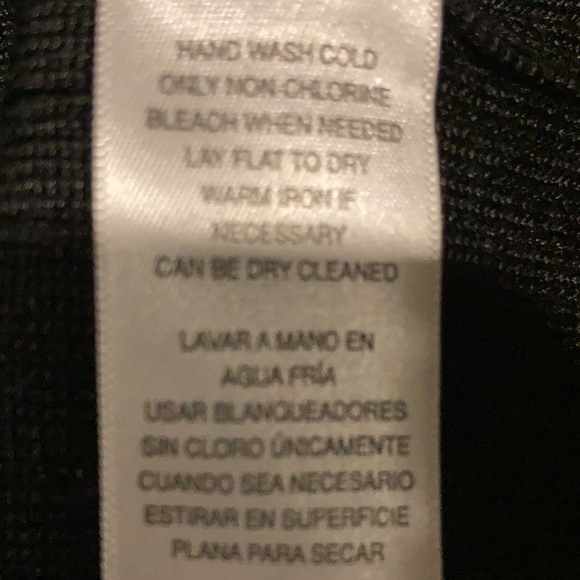 HAND WASH COLD
ONLY NON-CHLORINE
BLEACH WHEN NEEDED
LAY FLAT TO DRY
WARM IRON IF
NECESSARY
CAN BE DRY CLEANED
LAVAR A MANO EN
AGUA FRÍA
USAR BLANQUEADORES
SIN CLORO ÚNICAMENTE
CUANDO SEA NECESARIO
ESTIRAR EN SUPERFICIE
PLANA PARA SECAR